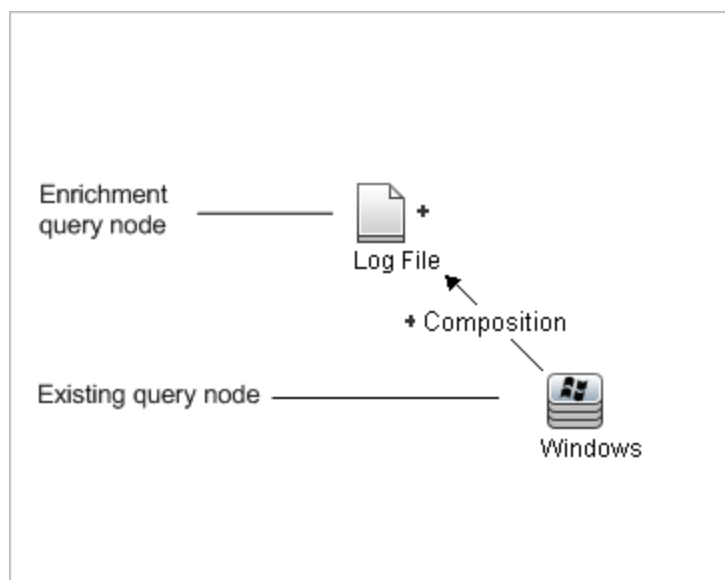 Enrichment
query node
Log File
+ Composition
Existing query node
Windows